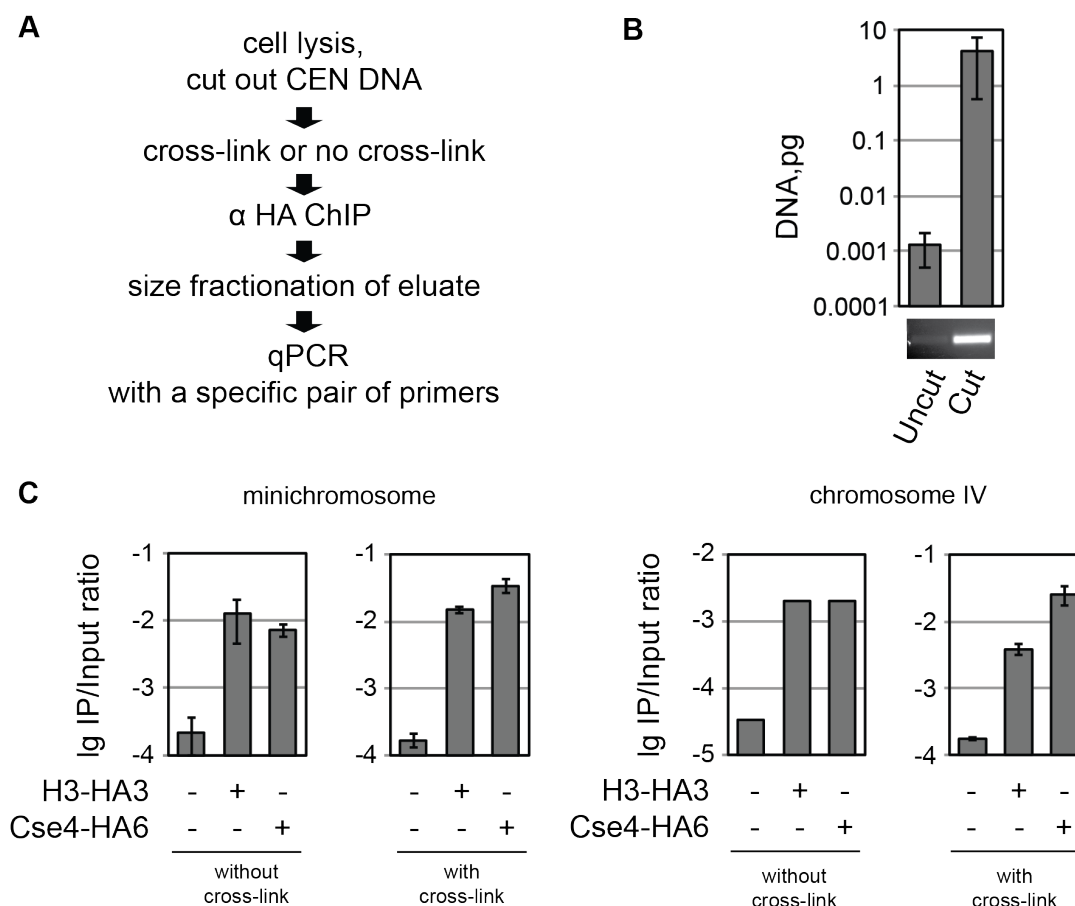 A
cell lysis,
cut out CEN DNA
cross-link or no cross-link
α HA ChIP
size fractionation of eluate
qPCR
with a specific pair of primers
B
DNA,pg
10
1
0.1
0.01
0.001
0.0001
Uncut
Cut
C
minichromosome
chromosome IV
lg IP/Input ratio
-1
-2
-3
-4
-1
-2
-3
-4
lg IP/Input ratio
-2
-3
-4
-5
-1
-2
-3
-4
H3-HA3 - + - - + -
Cse4-HA6 - - + - - +
H3-HA3 - + - - + -
Cse4-HA6 - - + - - +
without
cross-link
with
cross-link
without
cross-link
with
cross-link